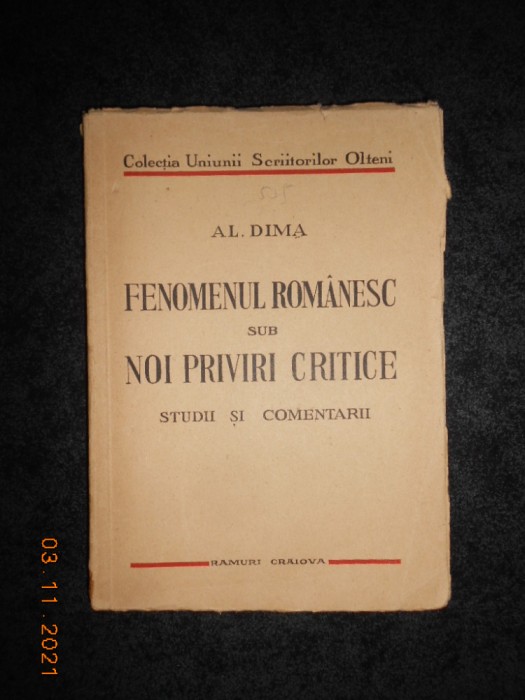 Colecția Uniunii Scriitorilor Olteni
AL. DIMA
FENOMENUL ROMÂNESC
SUB
NOI PRIVIRI CRITICE
STUDII ȘI COMENTARII
RAMURI CRAIOVA
03.11.2021